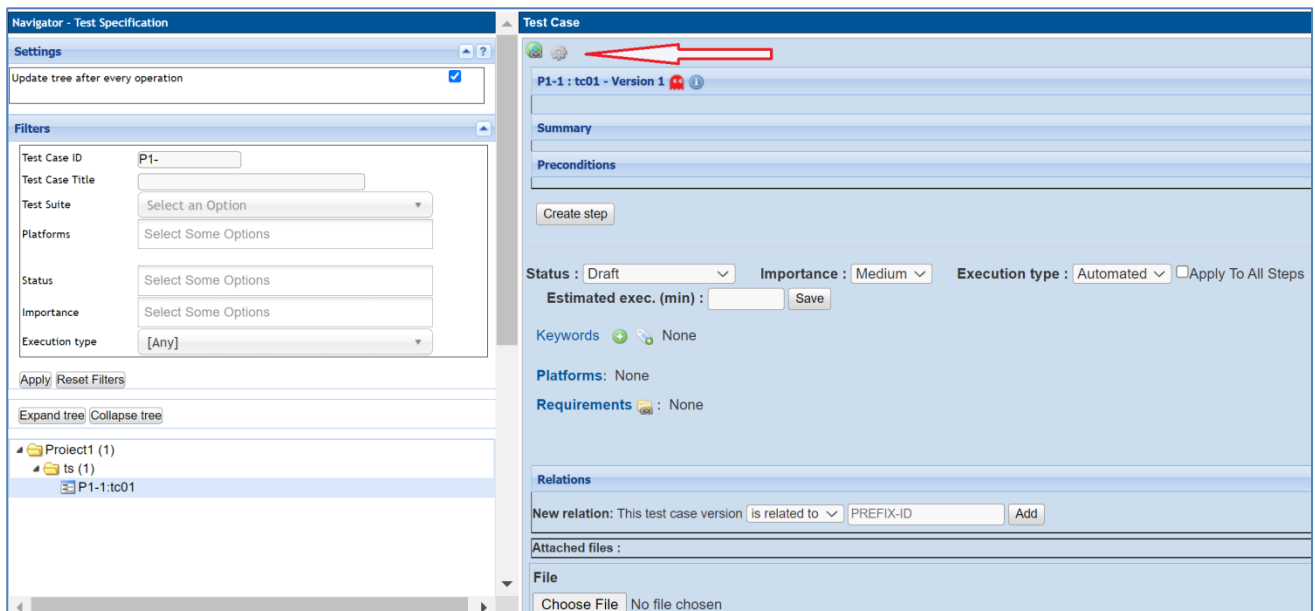 Navigator - Test Specification
Settings
?
Update tree after every operation
Filters
Test Case ID P1-
Test Case Title
Test Suite Select an Option
Platforms Select Some Options
Status Select Some Options
Importance Select Some Options
Execution type [Any]
Apply Reset Filters
Expand tree Collapse tree
Proiect1 (1)
ts (1)
P1-1:tc01
Test Case
P1-1 : tc01 - Version 1
Summary
Preconditions
Create step
Status : Draft Importance : Medium Execution type : Automated Apply To All Steps
Estimated exec. (min) : Save
Keywords None
Platforms: None
Requirements : None
Relations
New relation: This test case version is related to PREFIX-ID Add
Attached files :
File
Choose File No file chosen